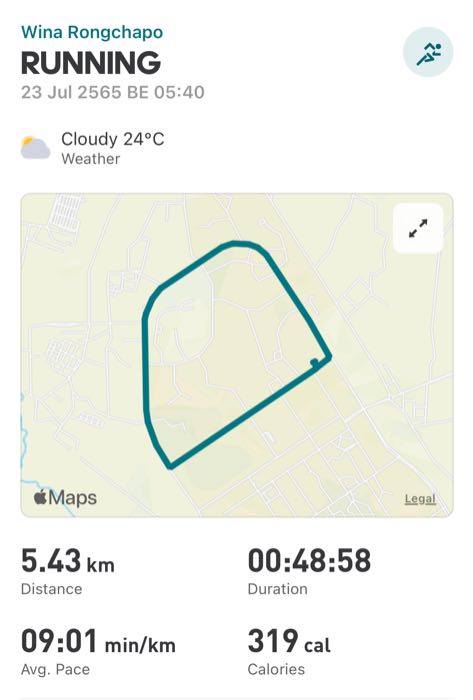 Wina Rongchapo
RUNNING
23 Jul 2565 BE 05:40
Cloudy 24°C
Weather
Maps
Legal
5.43 km
00:48:58
Distance
Duration
09:01 min/km
319 cal
Avg. Pace
Calories